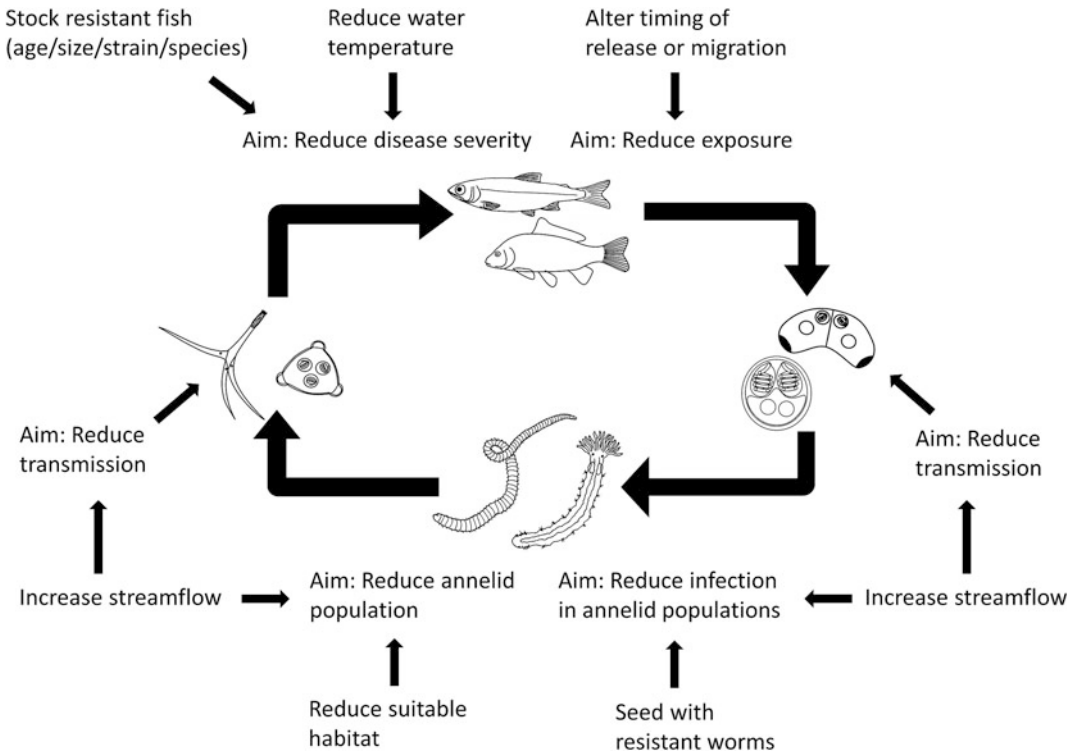 Stock resistant fish
(age/size/strain/species)
Reduce water
temperature
Alter timing of
release or migration
Aim: Reduce disease severity
Aim: Reduce exposure
Aim: Reduce
transmission
Aim: Reduce
transmission
Increase streamflow
Aim: Reduce annelid
population
Aim: Reduce infection
in annelid populations
Increase streamflow
Reduce suitable
habitat
Seed with
resistant worms